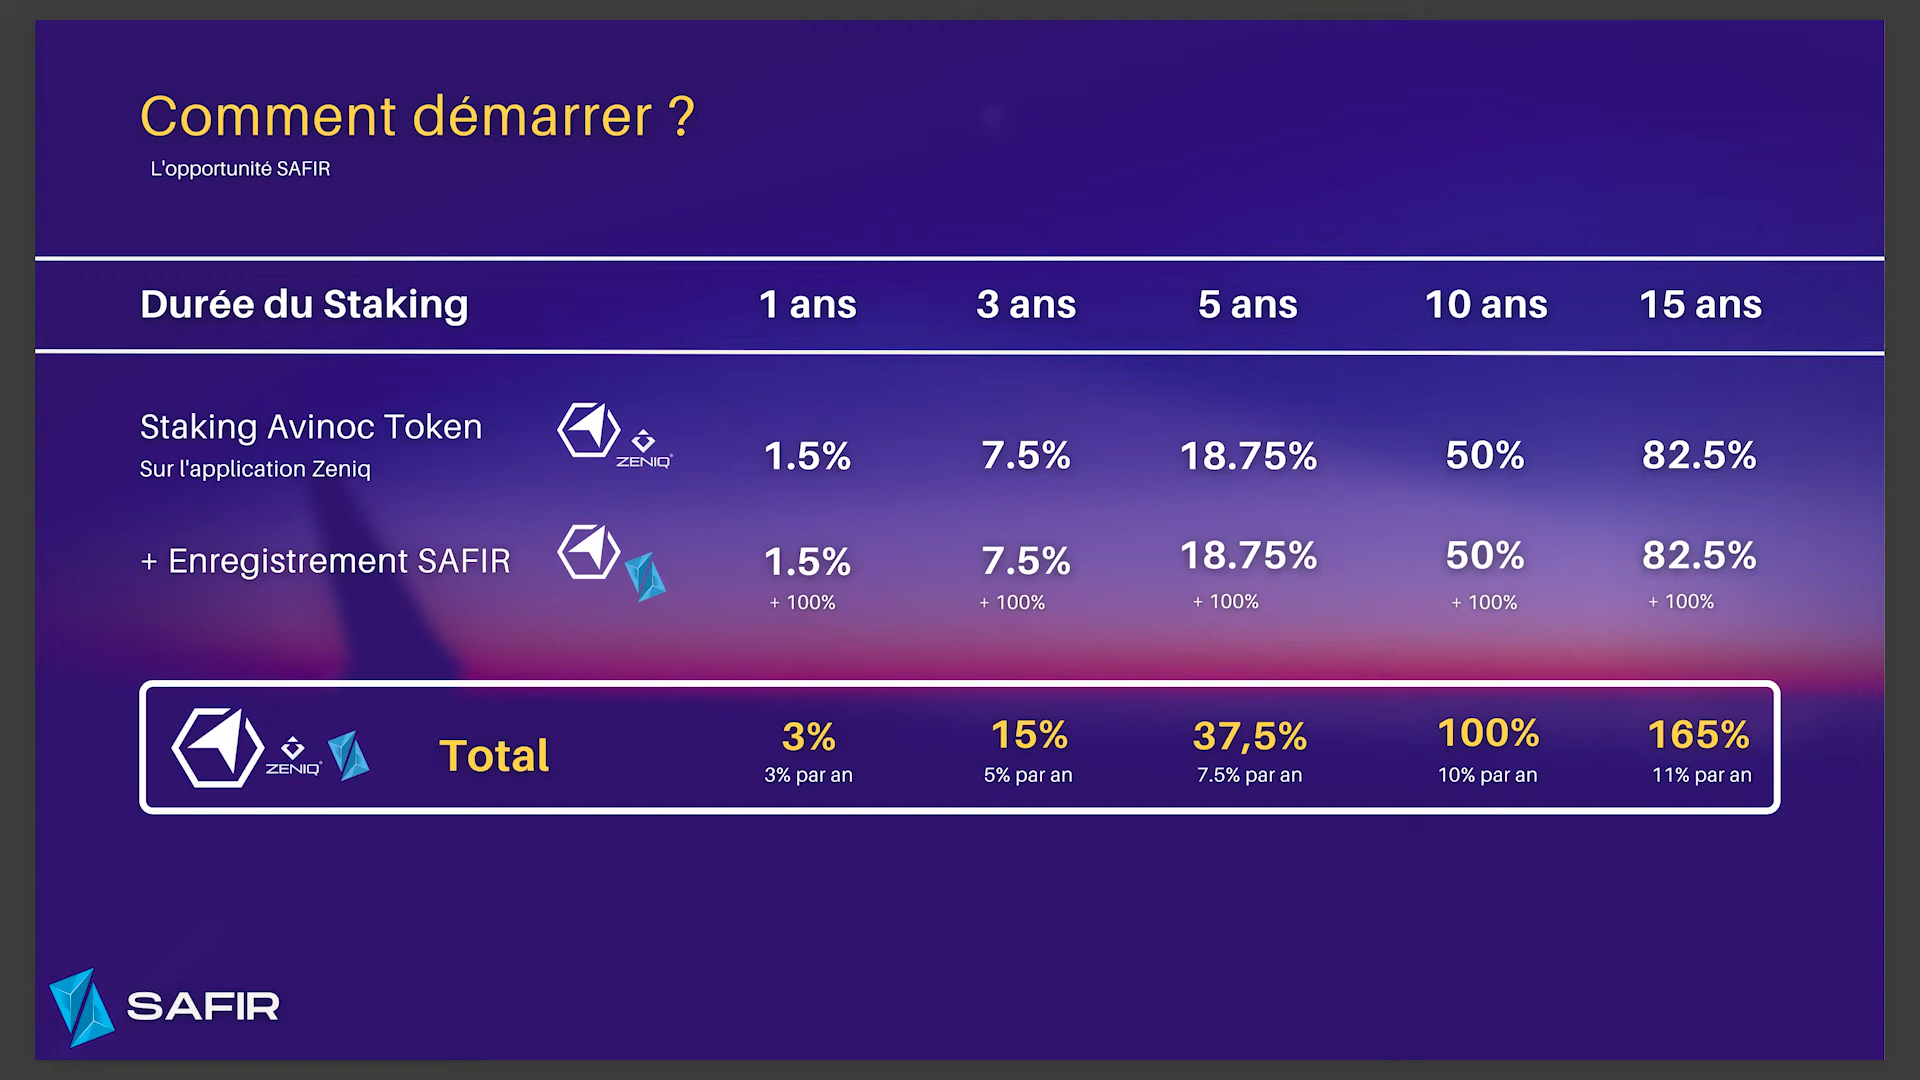 Comment démarrer ?
L'opportunité SAFIR
Durée du Staking 1 ans 3 ans 5 ans 10 ans 15 ans
Staking Avinoc Token
Sur l'application Zeniq
ZENIQ
1.5% 7.5% 18.75% 50% 82.5%
+ Enregistrement SAFIR 1.5% 7.5% 18.75% 50% 82.5%
+ 100% + 100% + 100% + 100% + 100%
ZENIQ Total 3% 15% 37,5% 100% 165%
3% par an 5% par an 7.5% par an 10% par an 11% par an
SAFIR